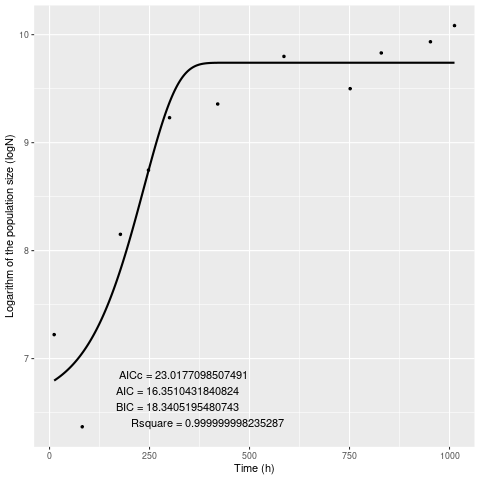 10
9
8
7
Logarithm of the population size (logN)
AICc = 23.0177098507491
AIC = 16.3510431840824
BIC = 18.3405195480743
Rsquare = 0.999999998235287
0 250 500 750 1000
Time (h)